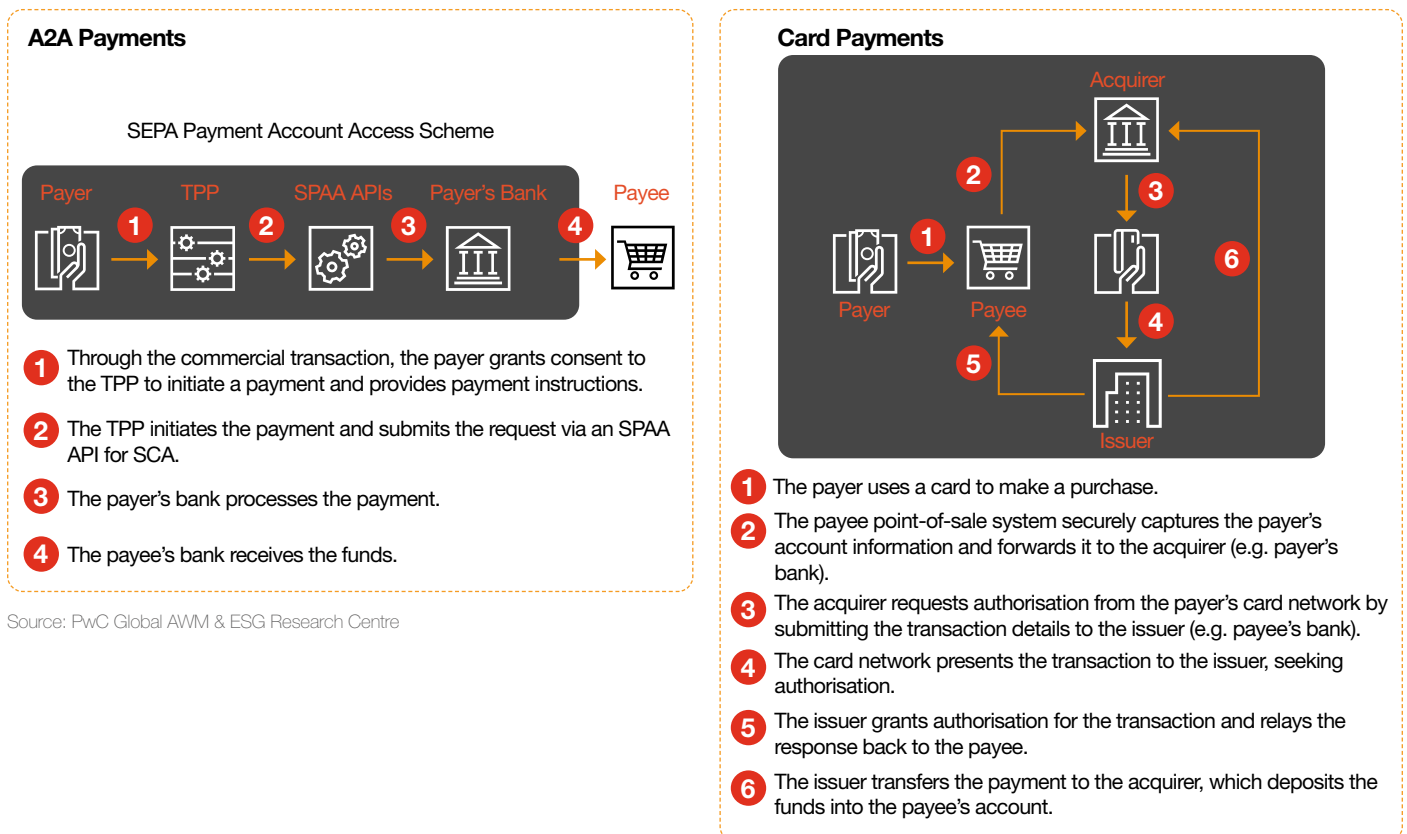 A2A Payments
SEPA Payment Account Access Scheme
Payer
TPP
SPAA APIs
Payer's Bank
Payee
1
2
3
4
1 Through the commercial transaction, the payer grants consent to
the TPP to initiate a payment and provides payment instructions.
2 The TPP initiates the payment and submits the request via an SPAA
API for SCA.
3 The payer's bank processes the payment.
4 The payee's bank receives the funds.
Source: PwC Global AWM & ESG Research Centre
Card Payments
Acquirer
2
3
1
6
Payer
Payee
4
5
Issuer
1 The payer uses a card to make a purchase.
2 The payee point-of-sale system securely captures the payer's
account information and forwards it to the acquirer (e.g. payer's
bank).
3 The acquirer requests authorisation from the payer's card network by
submitting the transaction details to the issuer (e.g. payee's bank).
4 The card network presents the transaction to the issuer, seeking
authorisation.
5 The issuer grants authorisation for the transaction and relays the
response back to the payee.
6 The issuer transfers the payment to the acquirer, which deposits the
funds into the payee's account.